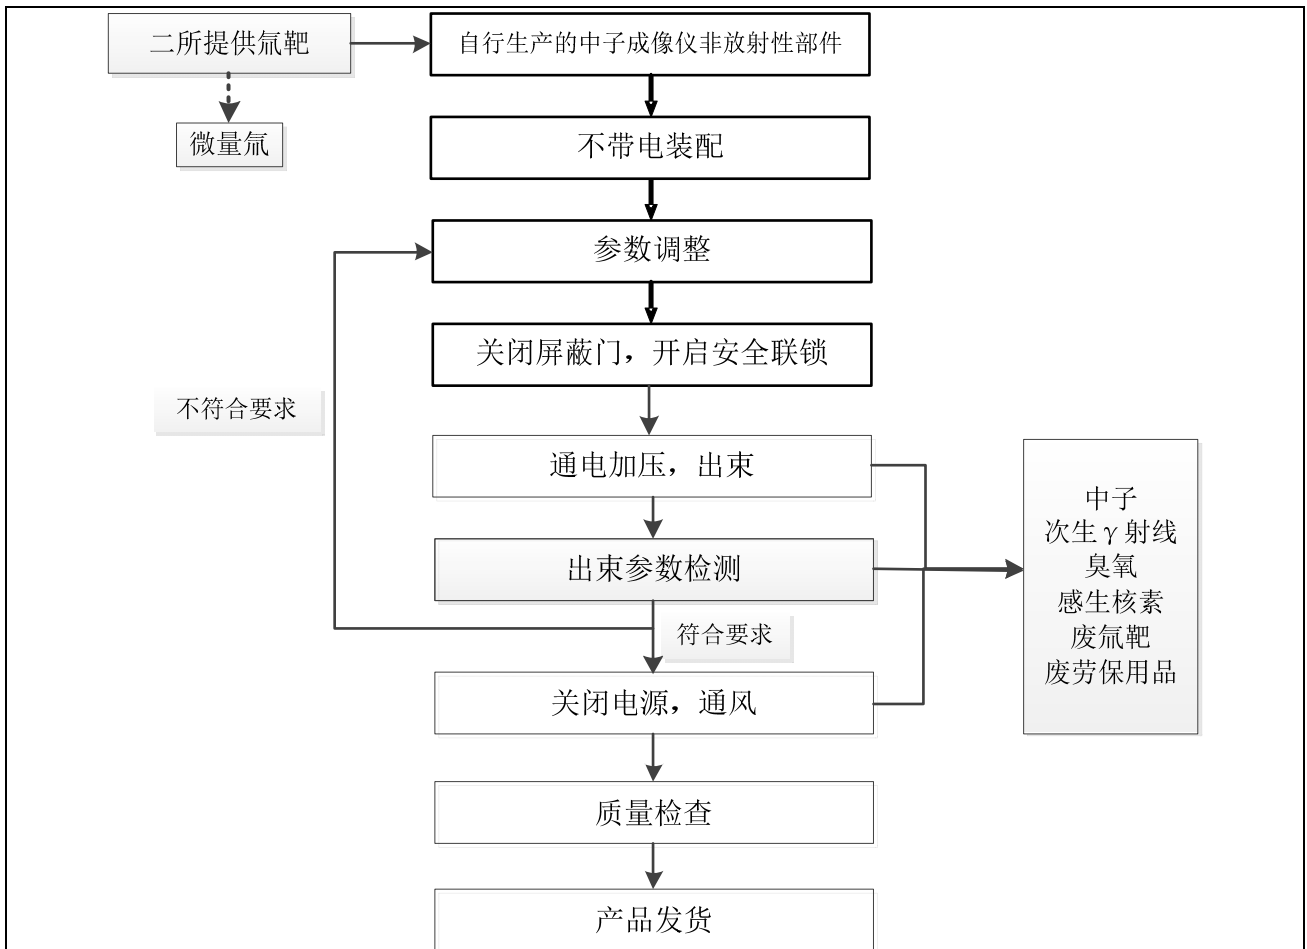 二所提供氚靶
自行生产的中子成像仪非放射性部件
微量氚
不带电装配
参数调整
关闭屏蔽门，开启安全联锁
不符合要求
通电加压，出束
出束参数检测
符合要求
关闭电源，通风
质量检查
产品发货
中子
次生γ射线
臭氧
感生核素
废氚靶
废劳保用品